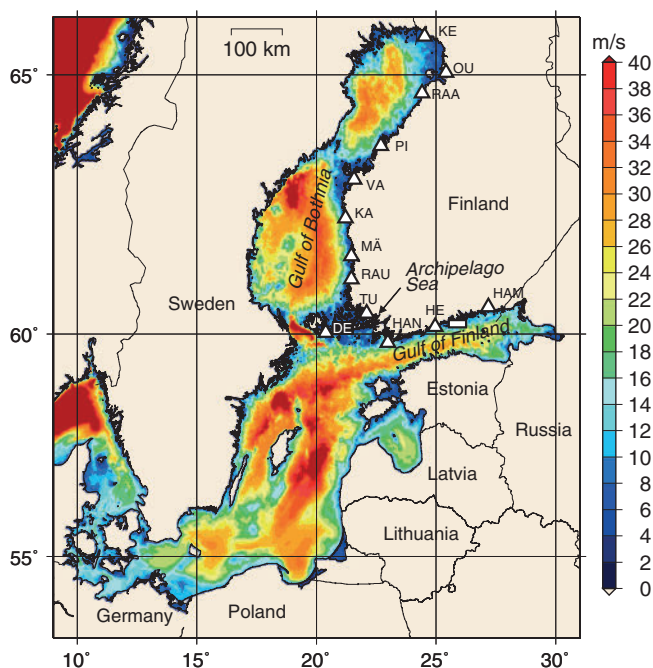 100 km
KE
m/s
65°
OU
RAA
PI
VA
Finland
KA
Gulf of Bothnia
MÄ
RAU
Archipelago
Sea
Sweden
TU
HAM
HE
HAN
60°
DE
Gulf of Finland
Estonia
Russia
Latvia
Lithuania
55°
Germany
Poland
10°
15°
20°
25°
30°
40
38
36
34
32
30
28
26
24
22
20
18
16
14
12
10
8
6
4
2
0